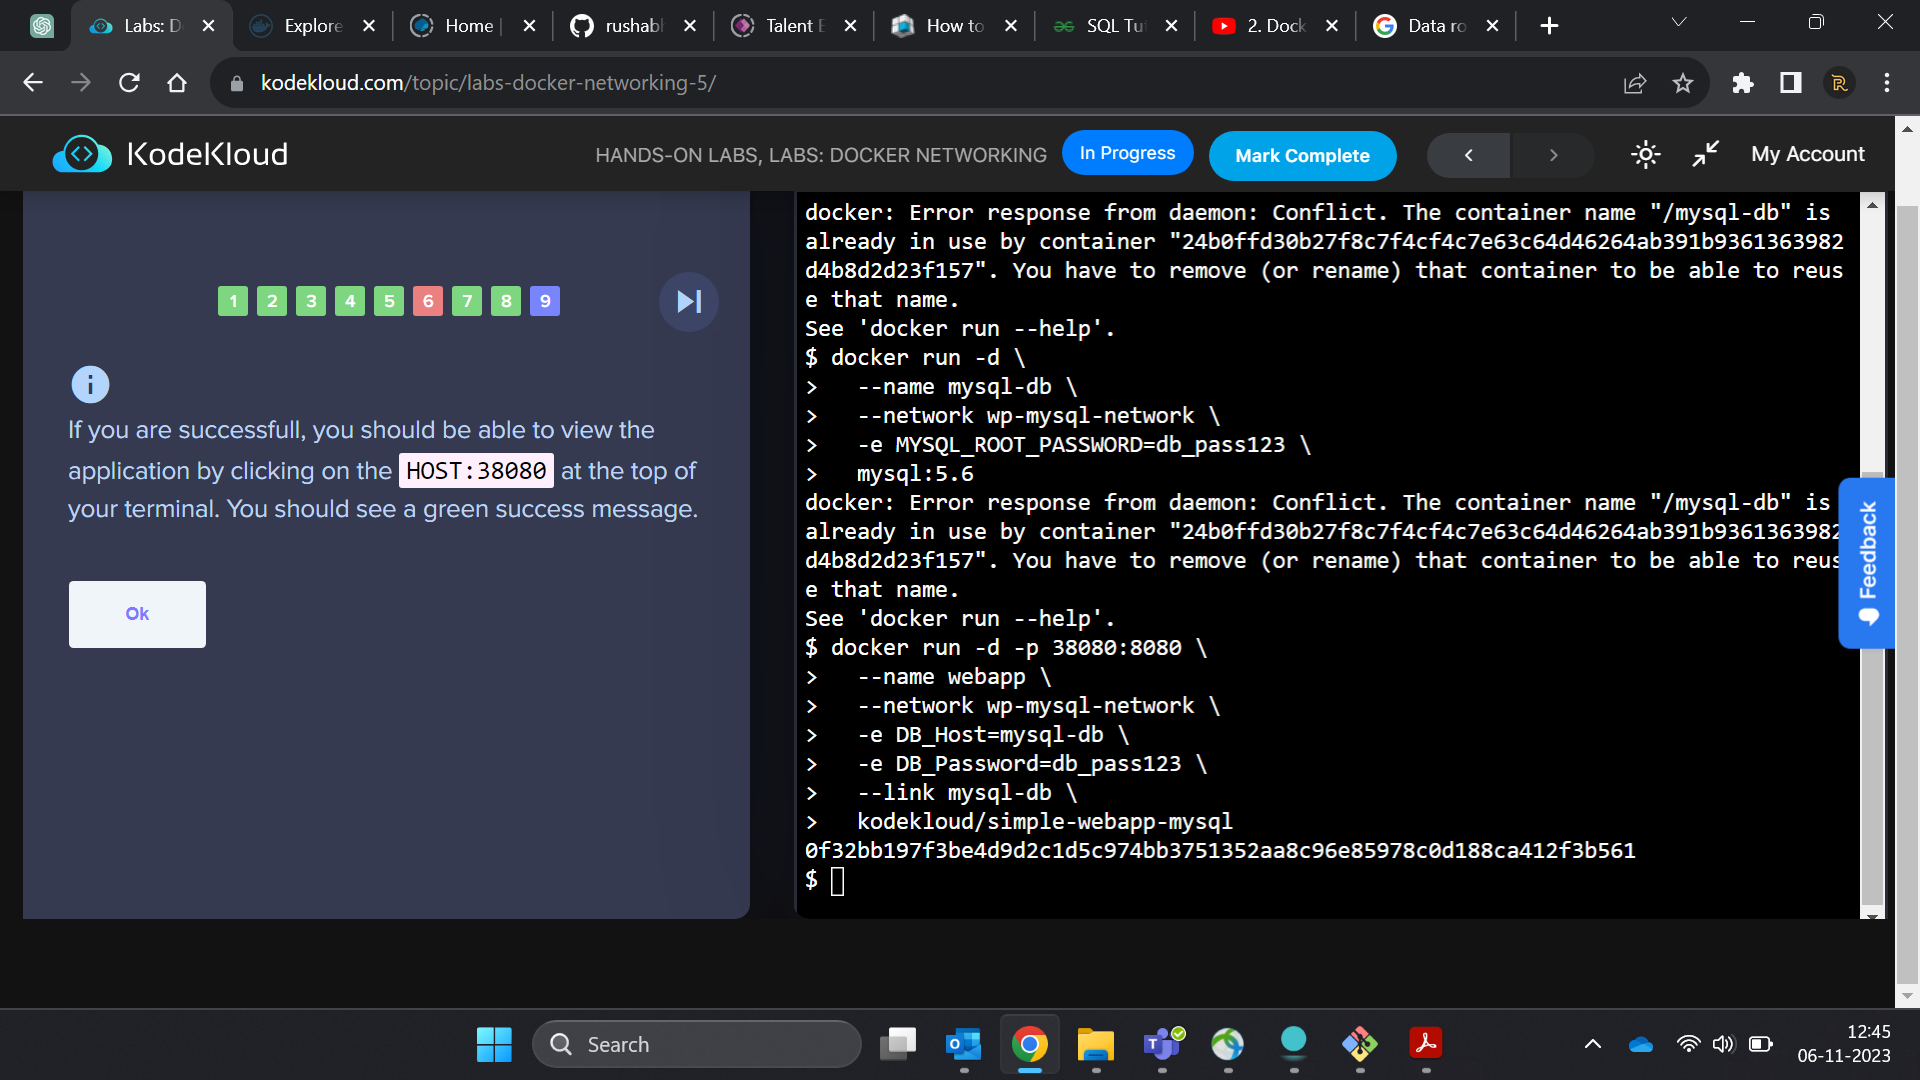 Labs: D
Explore
Home |
rushabh
Talent E
How to
SQL Tu
2. Dock
Data ro
kodekloud.com/topic/labs-docker-networking-5/
KodeKloud
HANDS-ON LABS, LABS: DOCKER NETWORKING
In Progress
Mark Complete
My Account
1 2 3 4 5 6 7 8 9
If you are successfull, you should be able to view the
application by clicking on the HOST:38080 at the top of
your terminal. You should see a green success message.
Ok
docker: Error response from daemon: Conflict. The container name "/mysql-db" is
already in use by container "24b0ffd30b27f8c7f4cf4c7e63c64d46264ab391b9361363982
d4b8d2d23f157". You have to remove (or rename) that container to be able to reus
e that name.
See 'docker run --help'.
$ docker run -d \
>   --name mysql-db \
>   --network wp-mysql-network \
>   -e MYSQL_ROOT_PASSWORD=db_pass123 \
>   mysql:5.6
docker: Error response from daemon: Conflict. The container name "/mysql-db" is
already in use by container "24b0ffd30b27f8c7f4cf4c7e63c64d46264ab391b9361363982
d4b8d2d23f157". You have to remove (or rename) that container to be able to reus
e that name.
See 'docker run --help'.
$ docker run -d -p 38080:8080 \
>   --name webapp \
>   --network wp-mysql-network \
>   -e DB_Host=mysql-db \
>   -e DB_Password=db_pass123 \
>   --link mysql-db \
>   kodekloud/simple-webapp-mysql
0f32bb197f3be4d9d2c1d5c974bb3751352aa8c96e85978c0d188ca412f3b561
$
Feedback
Search
12:45
06-11-2023